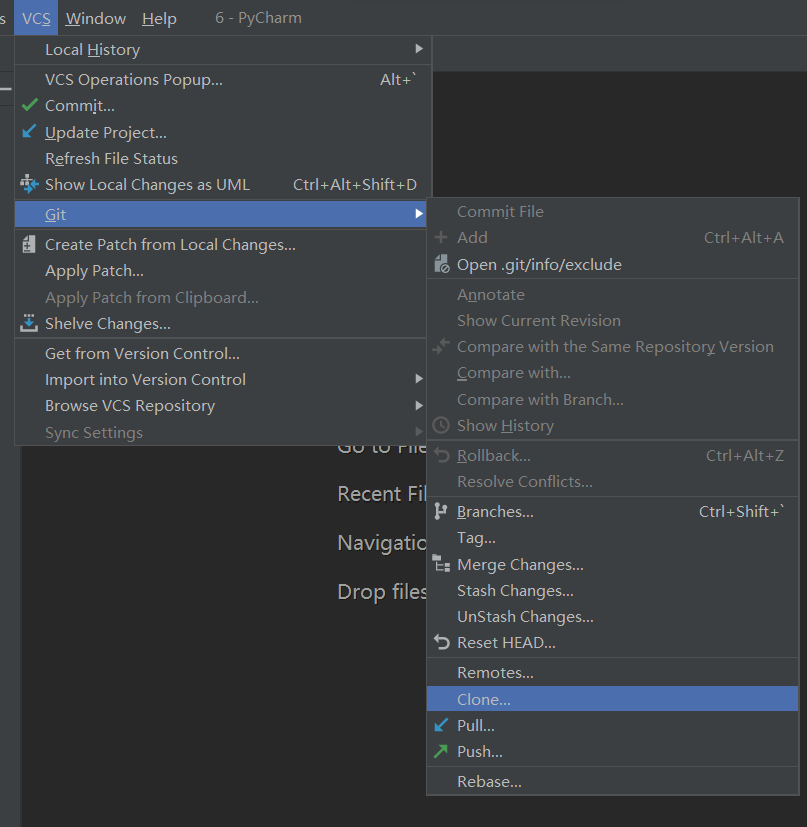 s VCS Window Help 6 - PyCharm
Local History
VCS Operations Popup... Alt+`
Commit...
Update Project...
Refresh File Status
Show Local Changes as UML Ctrl+Alt+Shift+D
Git
Create Patch from Local Changes...
Apply Patch...
Apply Patch from Clipboard...
Shelve Changes...
Get from Version Control...
Import into Version Control
Browse VCS Repository
Sync Settings
Commit File
Add Ctrl+Alt+A
Open .git/info/exclude
Annotate
Show Current Revision
Compare with the Same Repository Version
Compare with...
Compare with Branch...
Show History
Rollback... Ctrl+Alt+Z
Resolve Conflicts...
Branches... Ctrl+Shift+`
Tag...
Merge Changes...
Stash Changes...
UnStash Changes...
Reset HEAD...
Remotes...
Clone...
Pull...
Push...
Rebase...
Go to File
Recent Fil
Navigatio
Drop files